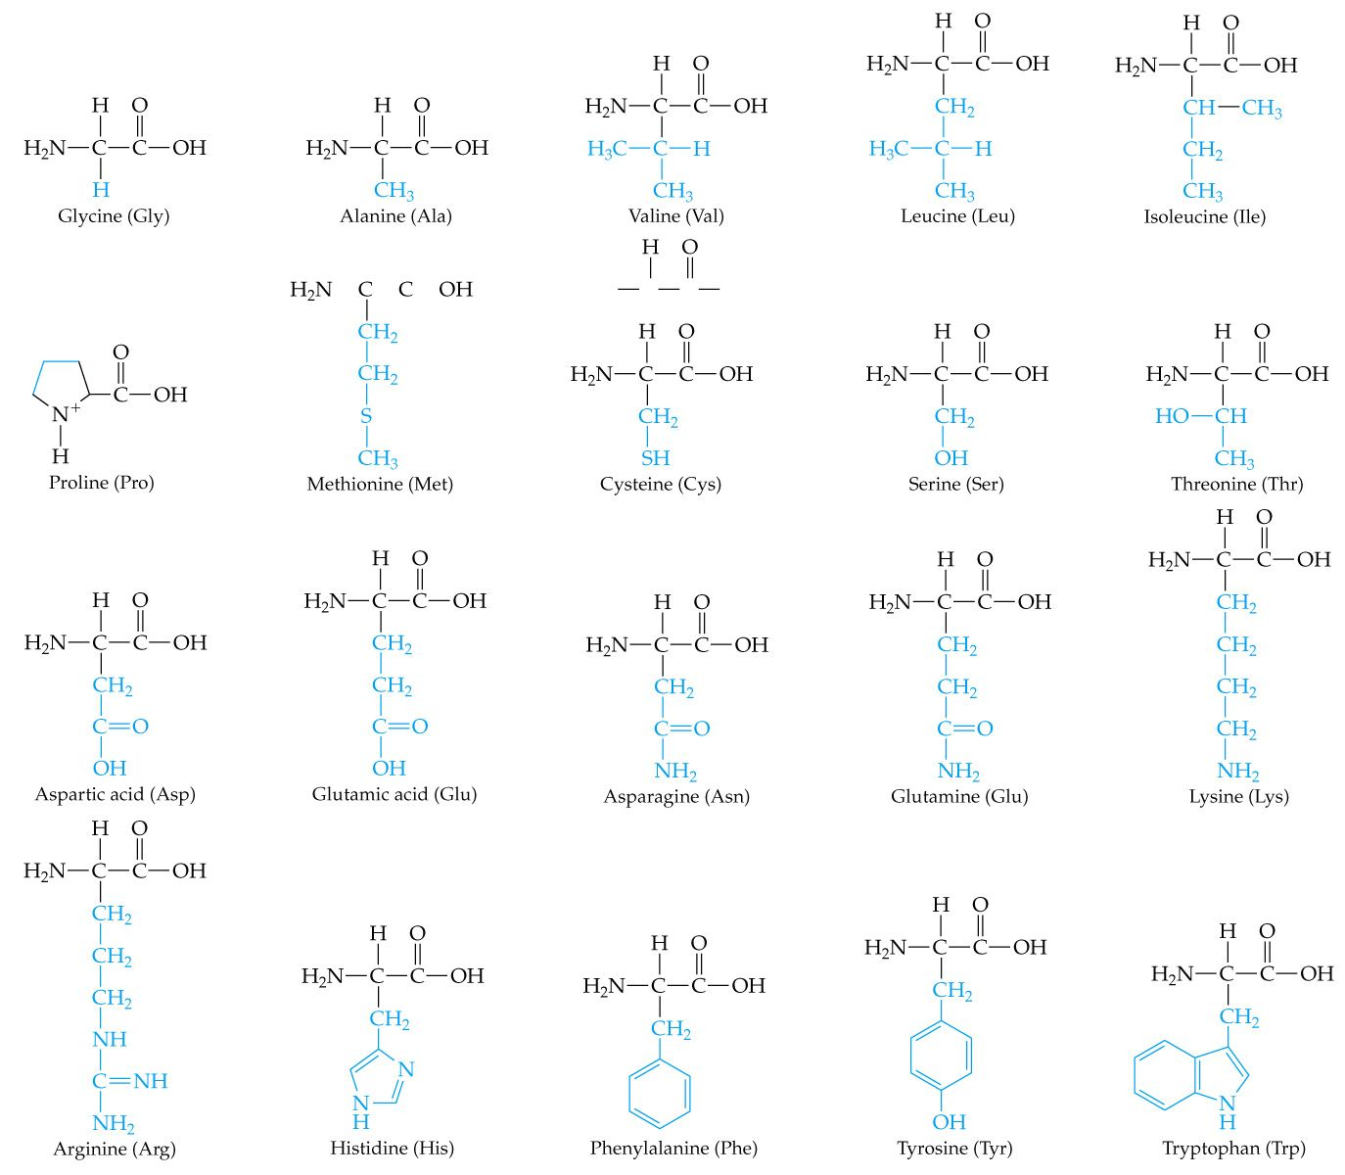 H O
H₂N—C—C—OH
H
Glycine (Gly)
H O
H₂N—C—C—OH
CH₃
Alanine (Ala)
H O
H₂N—C—C—OH
H₃C—C—H
CH₃
Valine (Val)
H O
H₂N—C—C—OH
CH₂
H₃C—C—H
CH₃
Leucine (Leu)
H O
H₂N—C—C—OH
CH—CH₃
CH₂
CH₃
Isoleucine (Ile)
O
C—OH
N⁺
H
Proline (Pro)
H₂N C C OH
CH₂
CH₂
S
CH₃
Methionine (Met)
H O
H O
H₂N—C—C—OH
CH₂
SH
Cysteine (Cys)
H O
H₂N—C—C—OH
CH₂
OH
Serine (Ser)
H O
H₂N—C—C—OH
HO—CH
CH₃
Threonine (Thr)
H O
H₂N—C—C—OH
CH₂
C=O
OH
Aspartic acid (Asp)
H O
H₂N—C—C—OH
CH₂
CH₂
C=O
OH
Glutamic acid (Glu)
H O
H₂N—C—C—OH
CH₂
C=O
NH₂
Asparagine (Asn)
H O
H₂N—C—C—OH
CH₂
CH₂
C=O
NH₂
Glutamine (Glu)
H O
H₂N—C—C—OH
CH₂
CH₂
CH₂
CH₂
NH₂
Lysine (Lys)
H O
H₂N—C—C—OH
CH₂
CH₂
CH₂
NH
C=NH
NH₂
Arginine (Arg)
H O
H₂N—C—C—OH
CH₂
N
N
H
Histidine (His)
H O
H₂N—C—C—OH
CH₂
Phenylalanine (Phe)
H O
H₂N—C—C—OH
CH₂
OH
Tyrosine (Tyr)
H O
H₂N—C—C—OH
CH₂
N
H
Tryptophan (Trp)